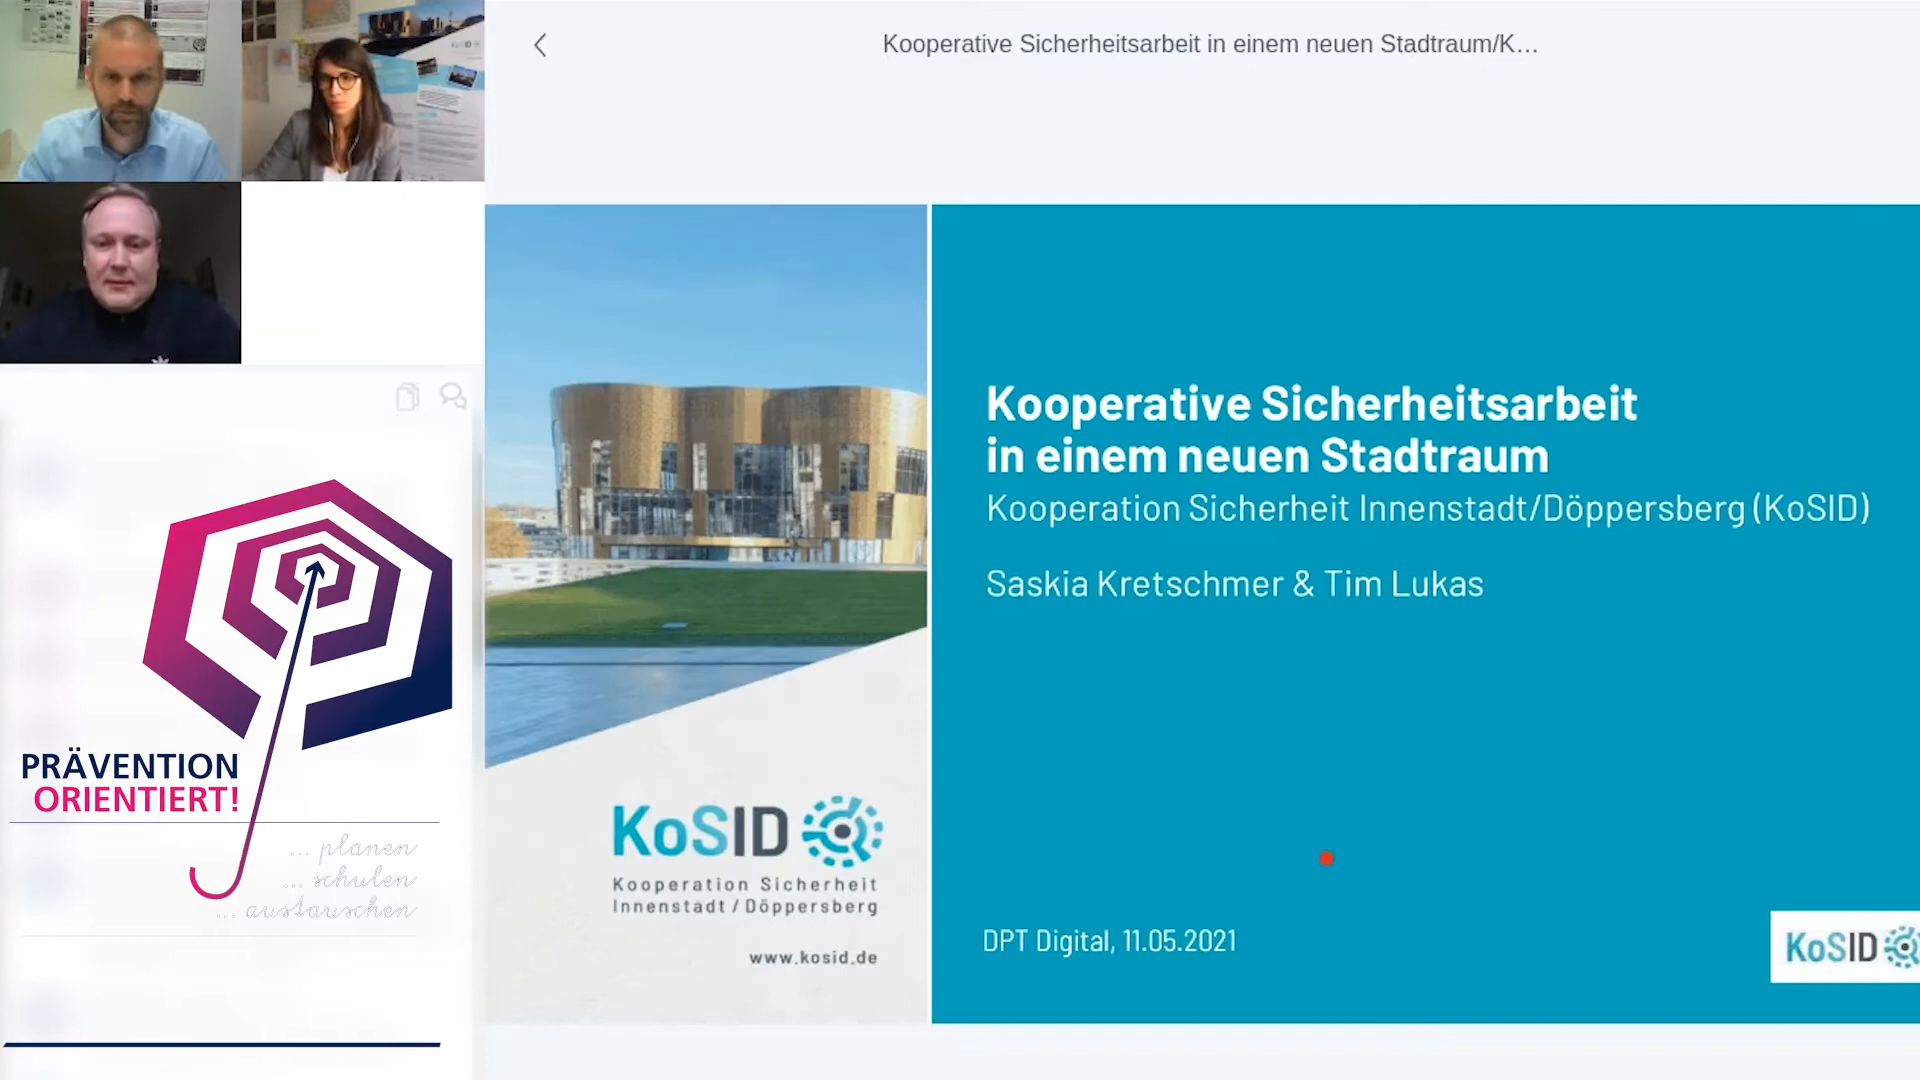 Kooperative Sicherheitsarbeit in einem neuen Stadtraum/K...
Kooperative Sicherheitsarbeit
in einem neuen Stadtraum
Kooperation Sicherheit Innenstadt/Döppersberg (KoSID)
Saskia Kretschmer & Tim Lukas
DPT Digital, 11.05.2021
KoSID
KoSID
Kooperation Sicherheit
Innenstadt/Döppersberg
www.kosid.de
PRÄVENTION
ORIENTIERT!
... planen
... schulen
... austauschen